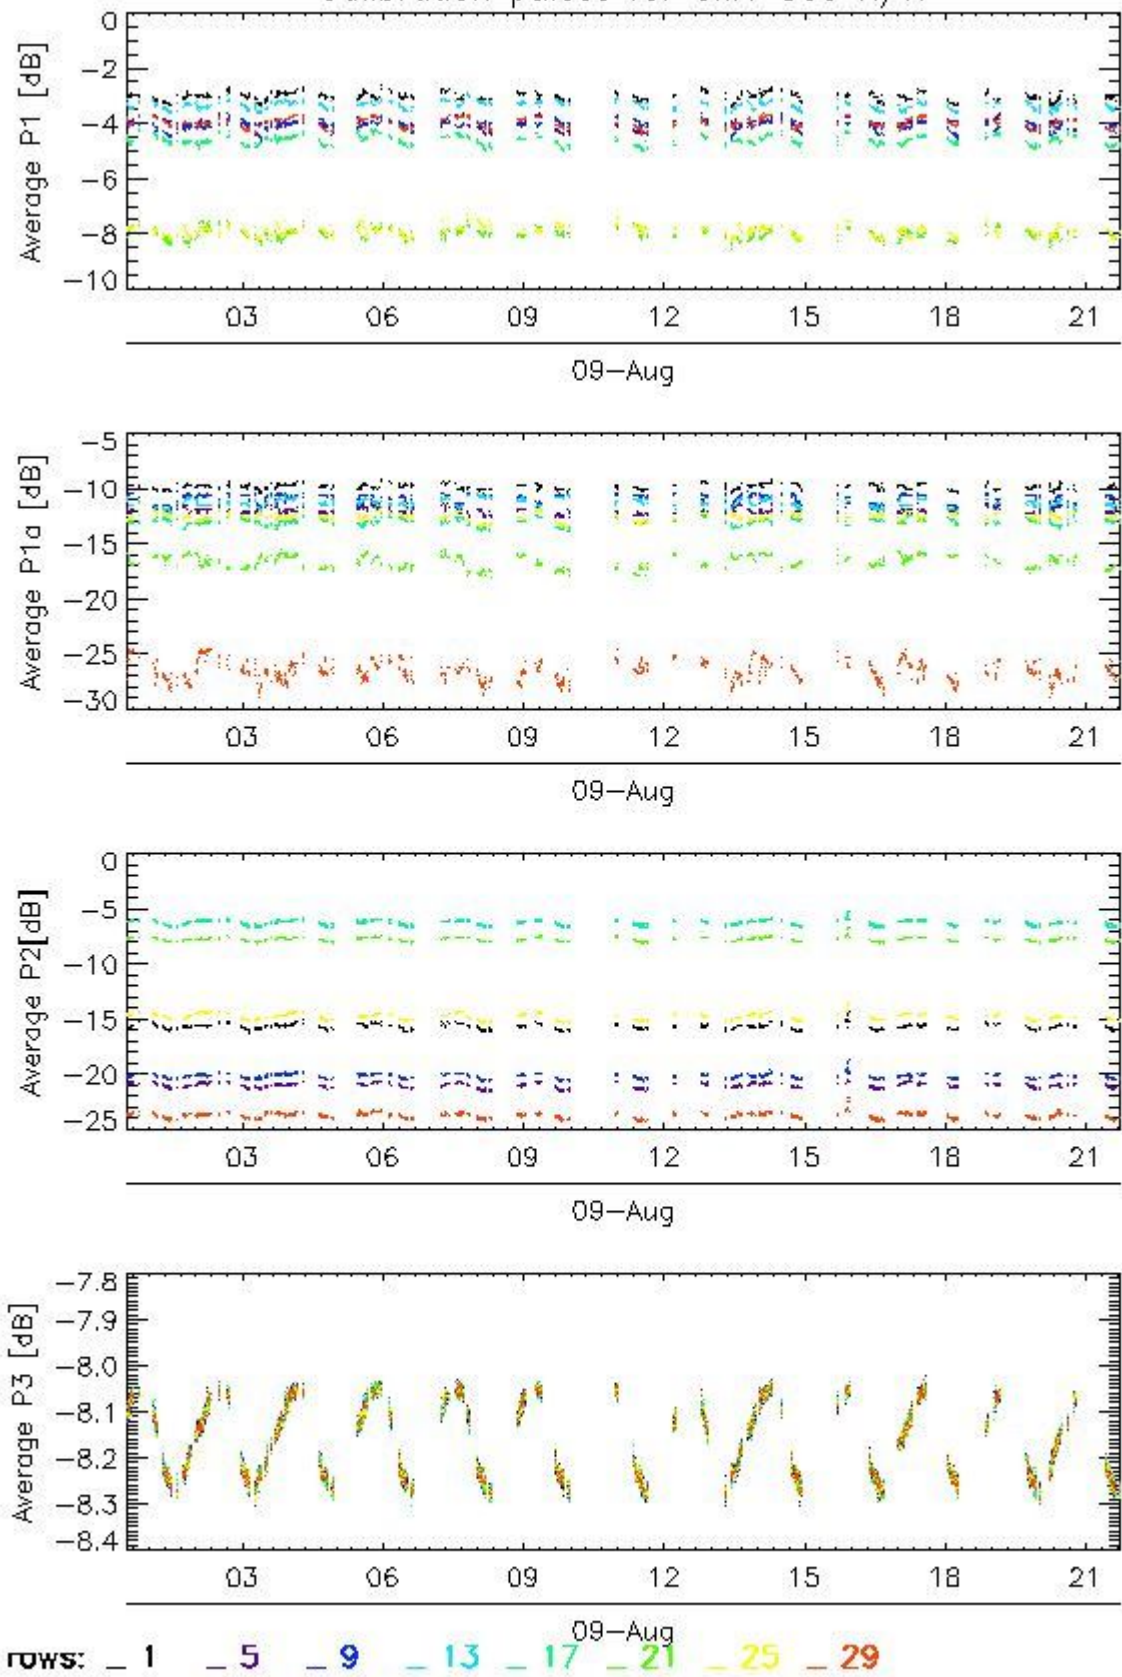 0
−2
−4
−6
−8
−10
Average P1 [dB]
03 06 09 12 15 18 21
09−Aug
−5
−10
−15
−20
−25
−30
Average P1a [dB]
03 06 09 12 15 18 21
09−Aug
0
−5
−10
−15
−20
−25
Average P2[dB]
03 06 09 12 15 18 21
09−Aug
−7.8
−7.9
−8.0
−8.1
−8.2
−8.3
−8.4
Average P3 [dB]
03 06 09 12 15 18 21
09−Aug
rows: _ 1 _ 5 _ 9 _ 13 _ 17 _ 21 _ 25 _ 29